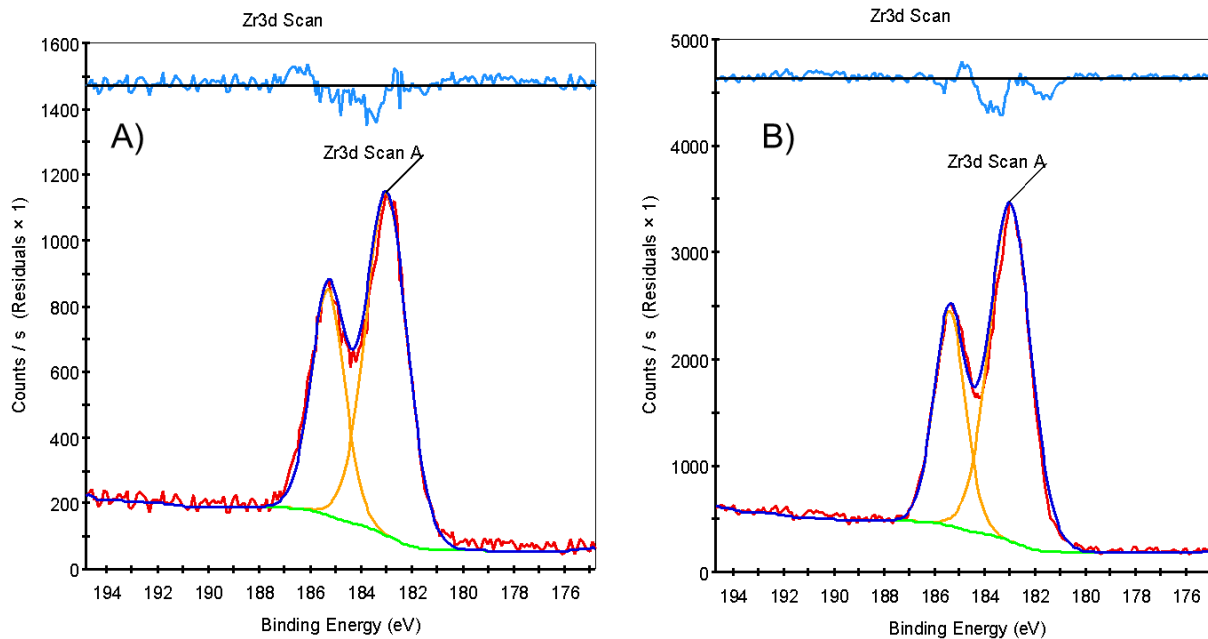 Zr3d Scan
A)
Zr3d Scan A
Counts / s (Residuals × 1)
1600
1400
1200
1000
800
600
400
200
0
194 192 190 188 186 184 182 180 178 176
Binding Energy (eV)
Zr3d Scan
B)
Zr3d Scan A
Counts / s (Residuals × 1)
5000
4000
3000
2000
1000
0
194 192 190 188 186 184 182 180 178 176
Binding Energy (eV)